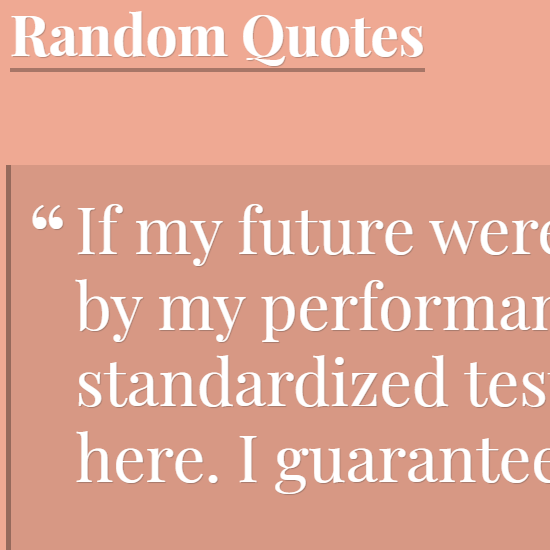 Random Quotes
“ If my future were
by my performan
standardized tes
here. I guarantee